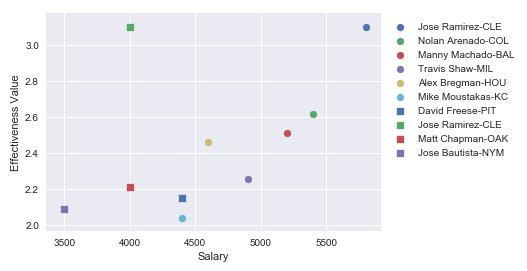 3.0
2.8
2.6
2.4
2.2
2.0
Effectiveness Value
3500
4000
4500
5000
5500
Salary
Jose Ramirez-CLE
Nolan Arenado-COL
Manny Machado-BAL
Travis Shaw-MIL
Alex Bregman-HOU
Mike Moustakas-KC
David Freese-PIT
Jose Ramirez-CLE
Matt Chapman-OAK
Jose Bautista-NYM